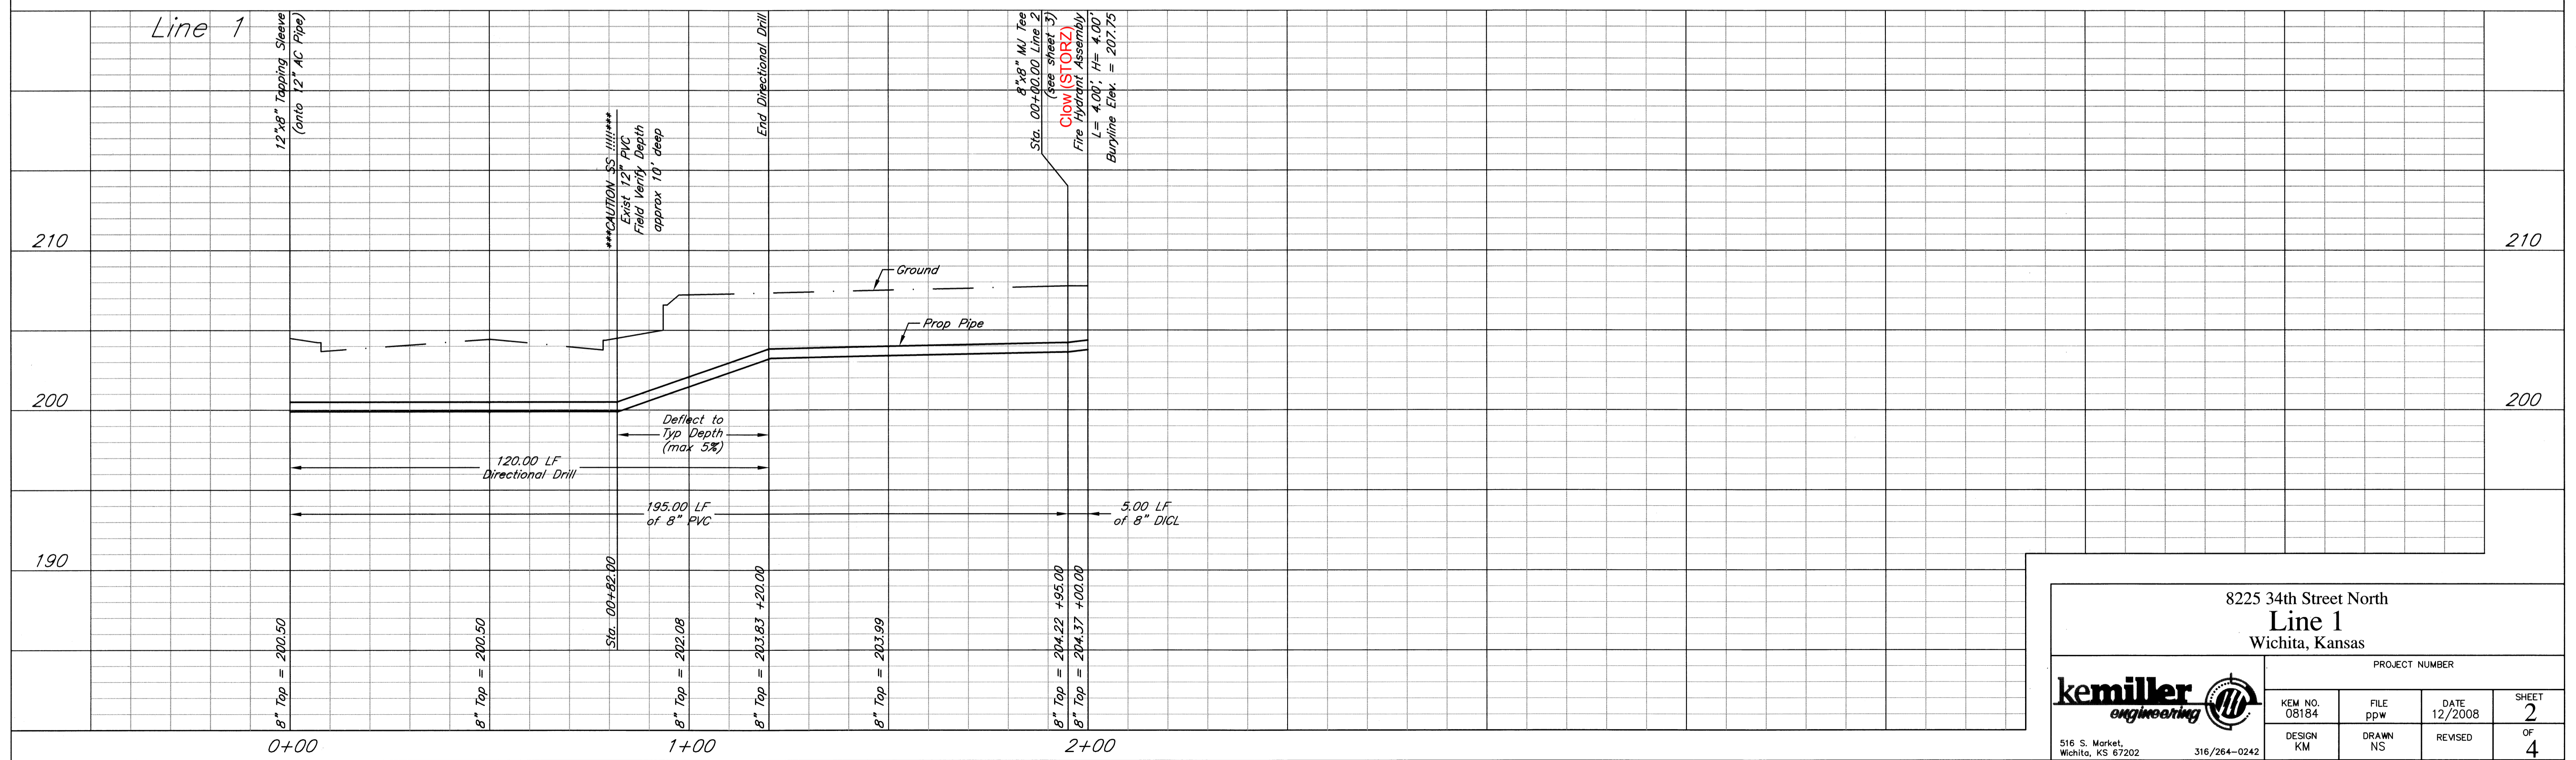 Line 1
12"x8" Tapping Sleeve
(onto 12" AC Pipe)
***CAUTION SS !!!!!***
Exist 12" PVC
Field Verify Depth
approx 10' deep
End Directional Drill
8"x8" MJ Tee
Sta. 00+00.00 Line 2
(see sheet 3)
Clow (STORZ)
Fire Hydrant Assembly
L= 4.00', H= 4.00'
Buryline Elev. = 207.75
210
210
Ground
Prop Pipe
200
200
Deflect to
Typ Depth
(max 5%)
120.00 LF
Directional Drill
195.00 LF
of 8" PVC
5.00 LF
of 8" DICL
190
8" Top = 200.50
8" Top = 200.50
Sta. 00+82.00
8" Top = 202.08
8" Top = 203.83 +20.00
8" Top = 203.99
8" Top = 204.22 +95.00
8" Top = 204.37 +00.00
0+00
1+00
2+00
8225 34th Street North
Line 1
Wichita, Kansas
kemiller
engineering
516 S. Market,
Wichita, KS 67202
316/264-0242
PROJECT NUMBER
KEM NO.
08184
FILE
ppw
DATE
12/2008
SHEET
2
DESIGN
KM
DRAWN
NS
REVISED
OF
4